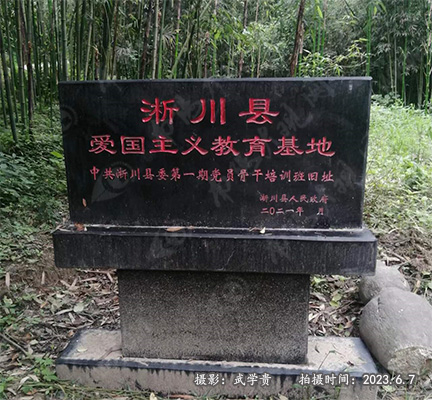 淅川县
爱国主义教育基地
中共淅川县委第一期党员骨干培训班旧址
淅川县人民政府
二〇二一年 月
摄影：武学贵 拍摄时间：2023.6.7